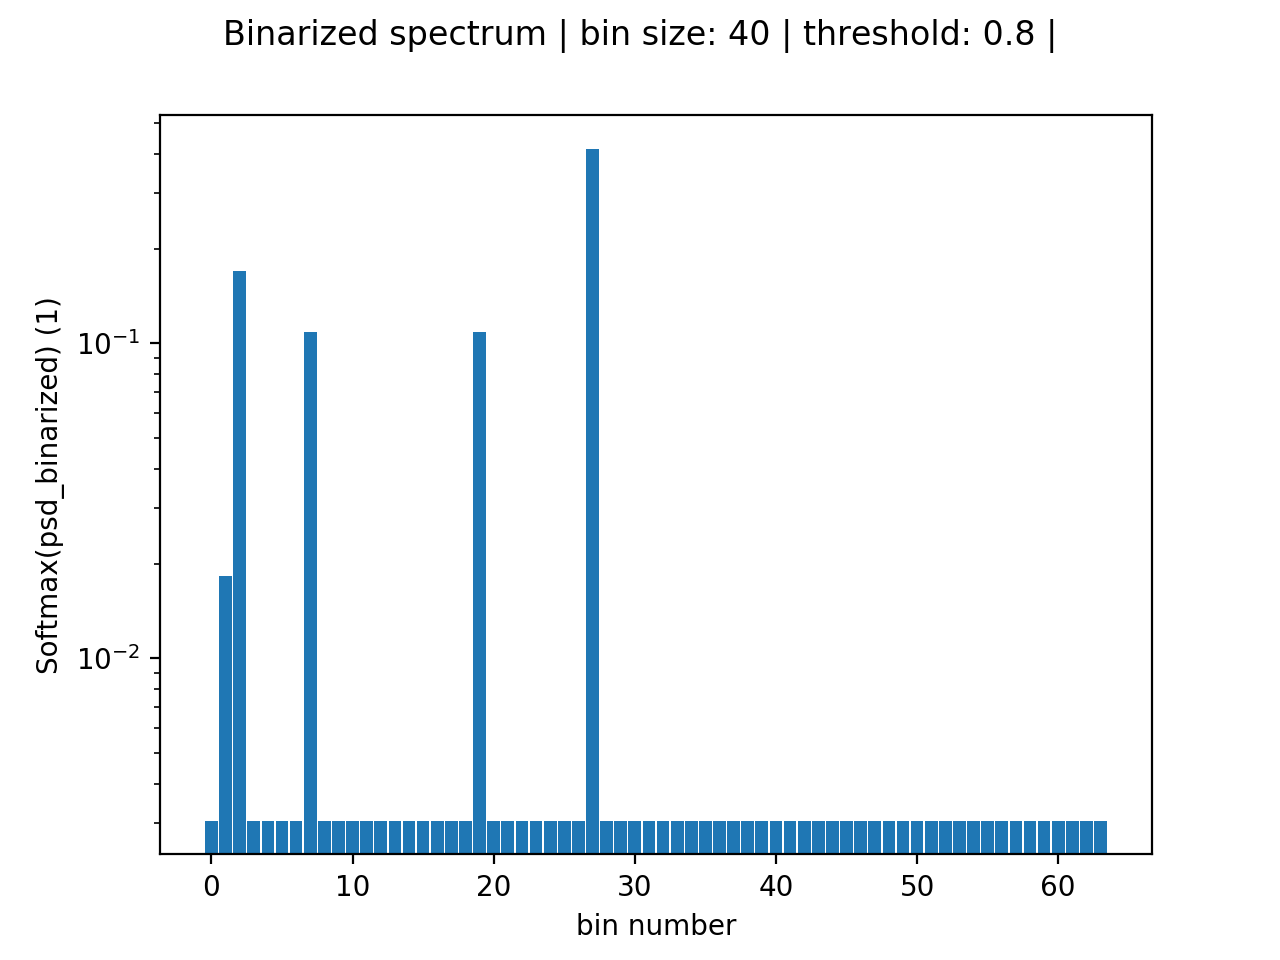 Binarized spectrum | bin size: 40 | threshold: 0.8 |
Softmax(psd_binarized) (1)
10⁻¹
10⁻²
0 10 20 30 40 50 60
bin number